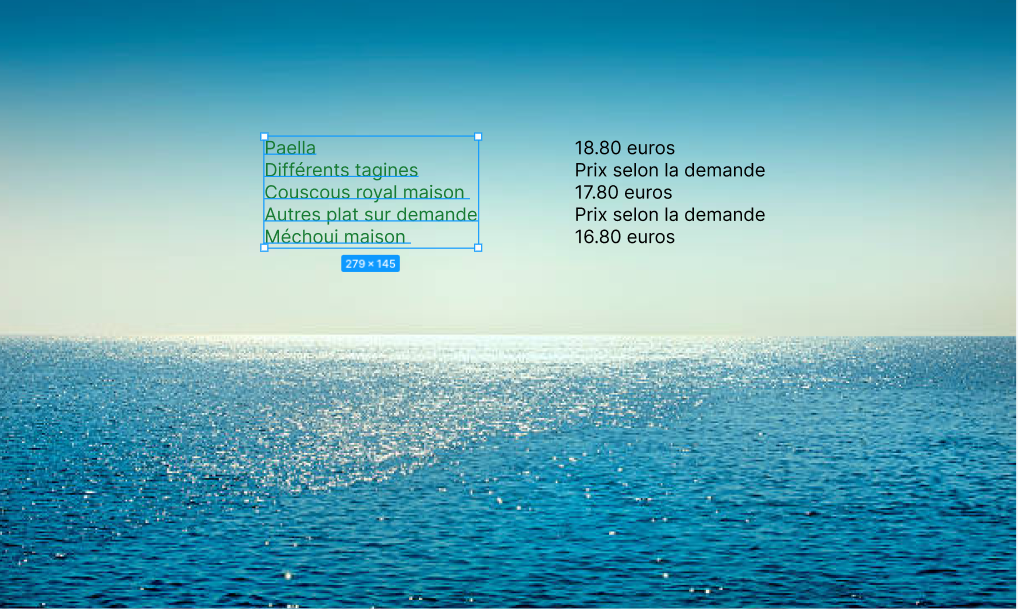 Paella 18.80 euros
Différents tagines Prix selon la demande
Couscous royal maison 17.80 euros
Autres plat sur demande Prix selon la demande
Méchoui maison 16.80 euros
279 × 145